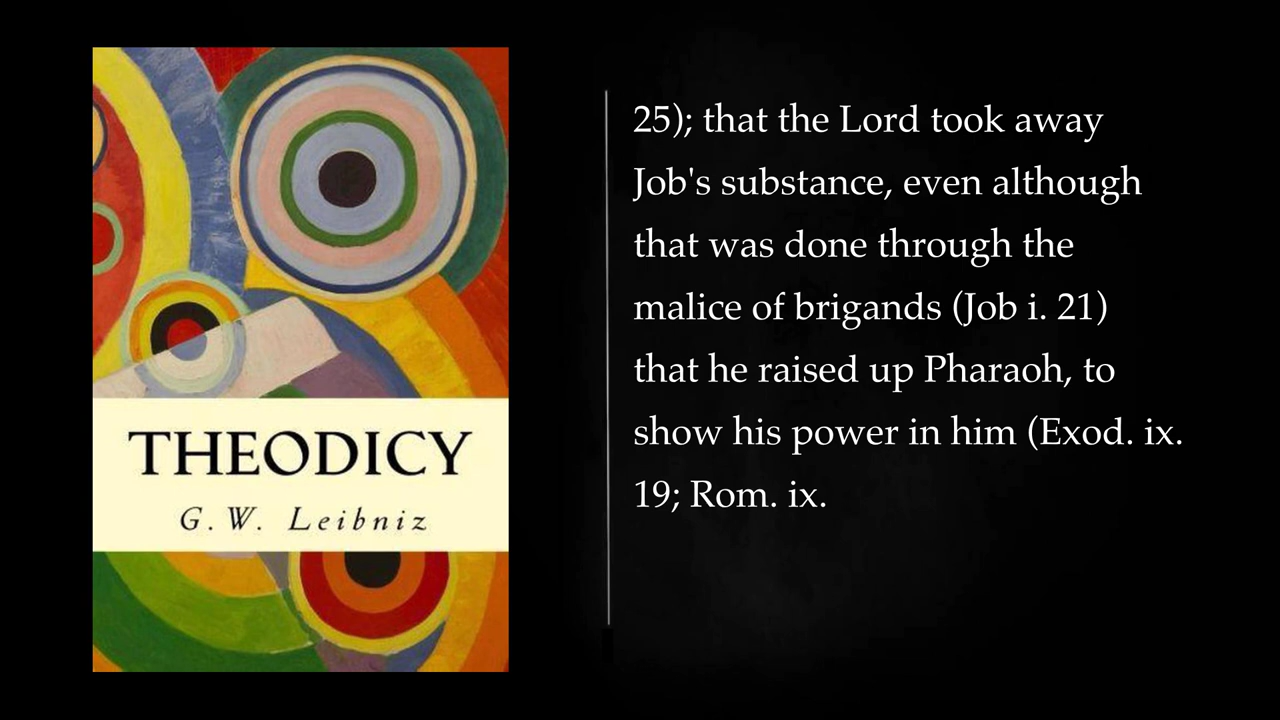 THEODICY
G. W. Leibniz
25); that the Lord took away
Job's substance, even although
that was done through the
malice of brigands (Job i. 21)
that he raised up Pharaoh, to
show his power in him (Exod. ix.
19; Rom. ix.